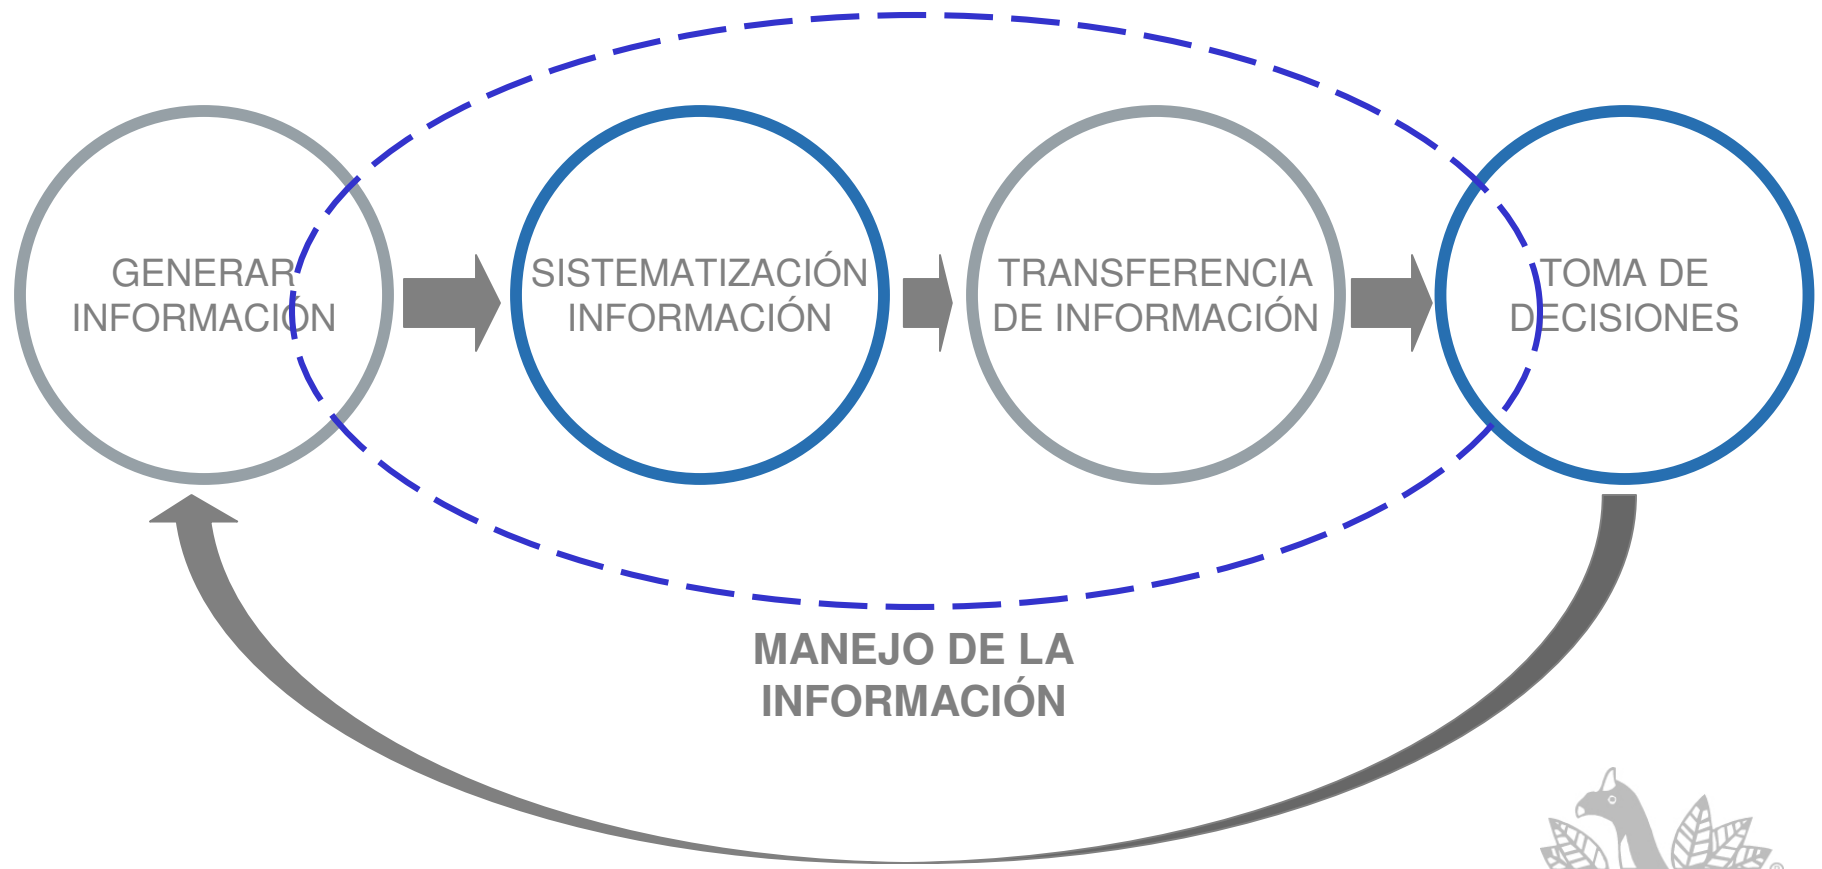 GENERAR
INFORMACIÓN
SISTEMATIZACIÓN
INFORMACIÓN
TRANSFERENCIA
DE INFORMACIÓN
TOMA DE
DECISIONES
MANEJO DE LA
INFORMACIÓN
®